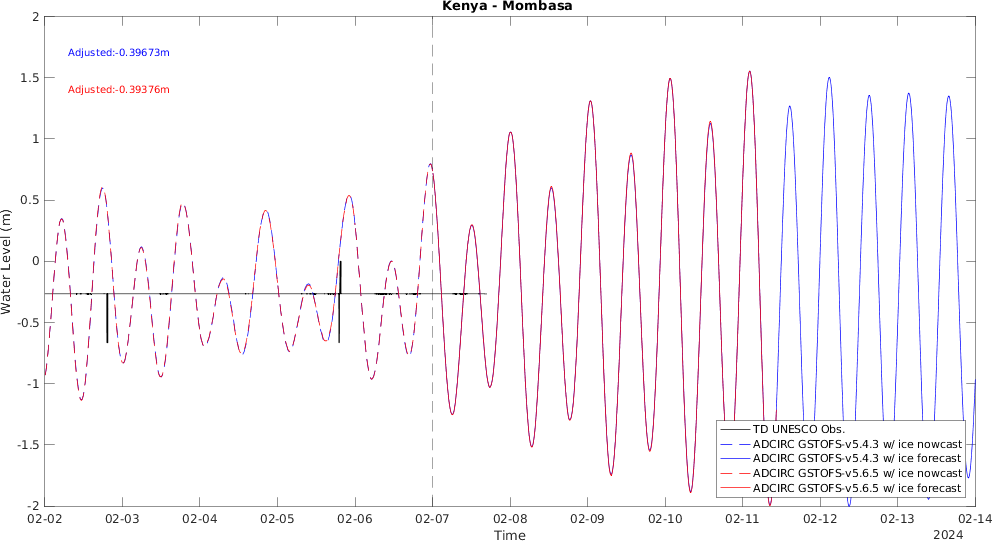 Kenya - Mombasa
Adjusted:-0.39673m
Adjusted:-0.39376m
Water Level (m)
2
1.5
1
0.5
0
-0.5
-1
-1.5
-2
TD UNESCO Obs.
ADCIRC GSTOFS-v5.4.3 w/ ice nowcast
ADCIRC GSTOFS-v5.4.3 w/ ice forecast
ADCIRC GSTOFS-v5.6.5 w/ ice nowcast
ADCIRC GSTOFS-v5.6.5 w/ ice forecast
02-02 02-03 02-04 02-05 02-06 02-07 02-08 02-09 02-10 02-11 02-12 02-13 02-14
Time
2024